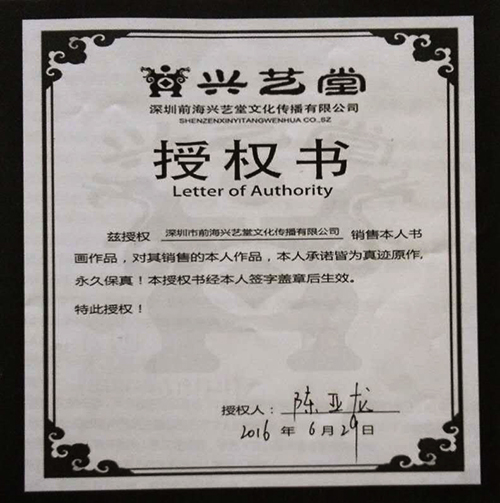 兴艺堂
深圳前海兴艺堂文化传播有限公司
SHENZENXINYITANGWENHUA CO.,SZ
授权书
Letter of Authority
兹授权 深圳市前海兴艺堂文化传播有限公司 销售本人书
画作品，对其销售的本人作品，本人承诺皆为真迹原作，
永久保真！本授权书经本人签字盖章后生效。
特此授权！
授权人：陈亚龙
2016 年 6 月 29 日